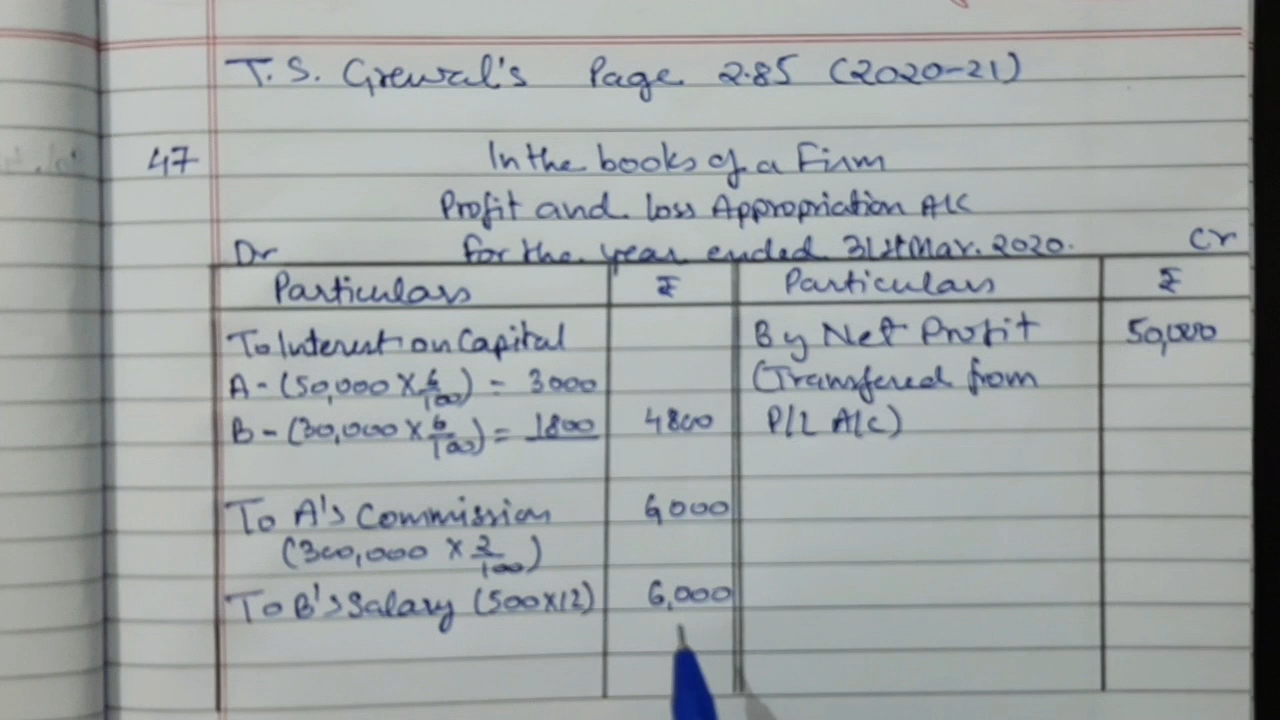 T. S. Grewal's Page 2.85 (2020-21)
47 In the books of a Firm
Profit and loss Appropriation A/c
Dr for the year ended 31st Mar. 2020. Cr
Particulars ₹ Particulars ₹
To Interest on Capital By Net Profit 50,000
A - (50,000 X 6/100) = 3000 (Transfered from
B - (30,000 X 6/100) = 1800 4800 P/L A/c)
To A's Commission 6000
(300,000 X 2/100)
To B's Salary (500X12) 6,000